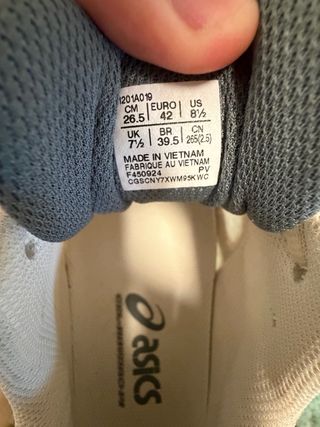 1201A019
CM EURO US
26.5 42 8½
UK BR CN
7½ 39.5 265(2.5)
MADE IN VIETNAM
FABRIQUE AU VIETNAM
F450924 PV
CGSCNY7XWM95KWC
asics